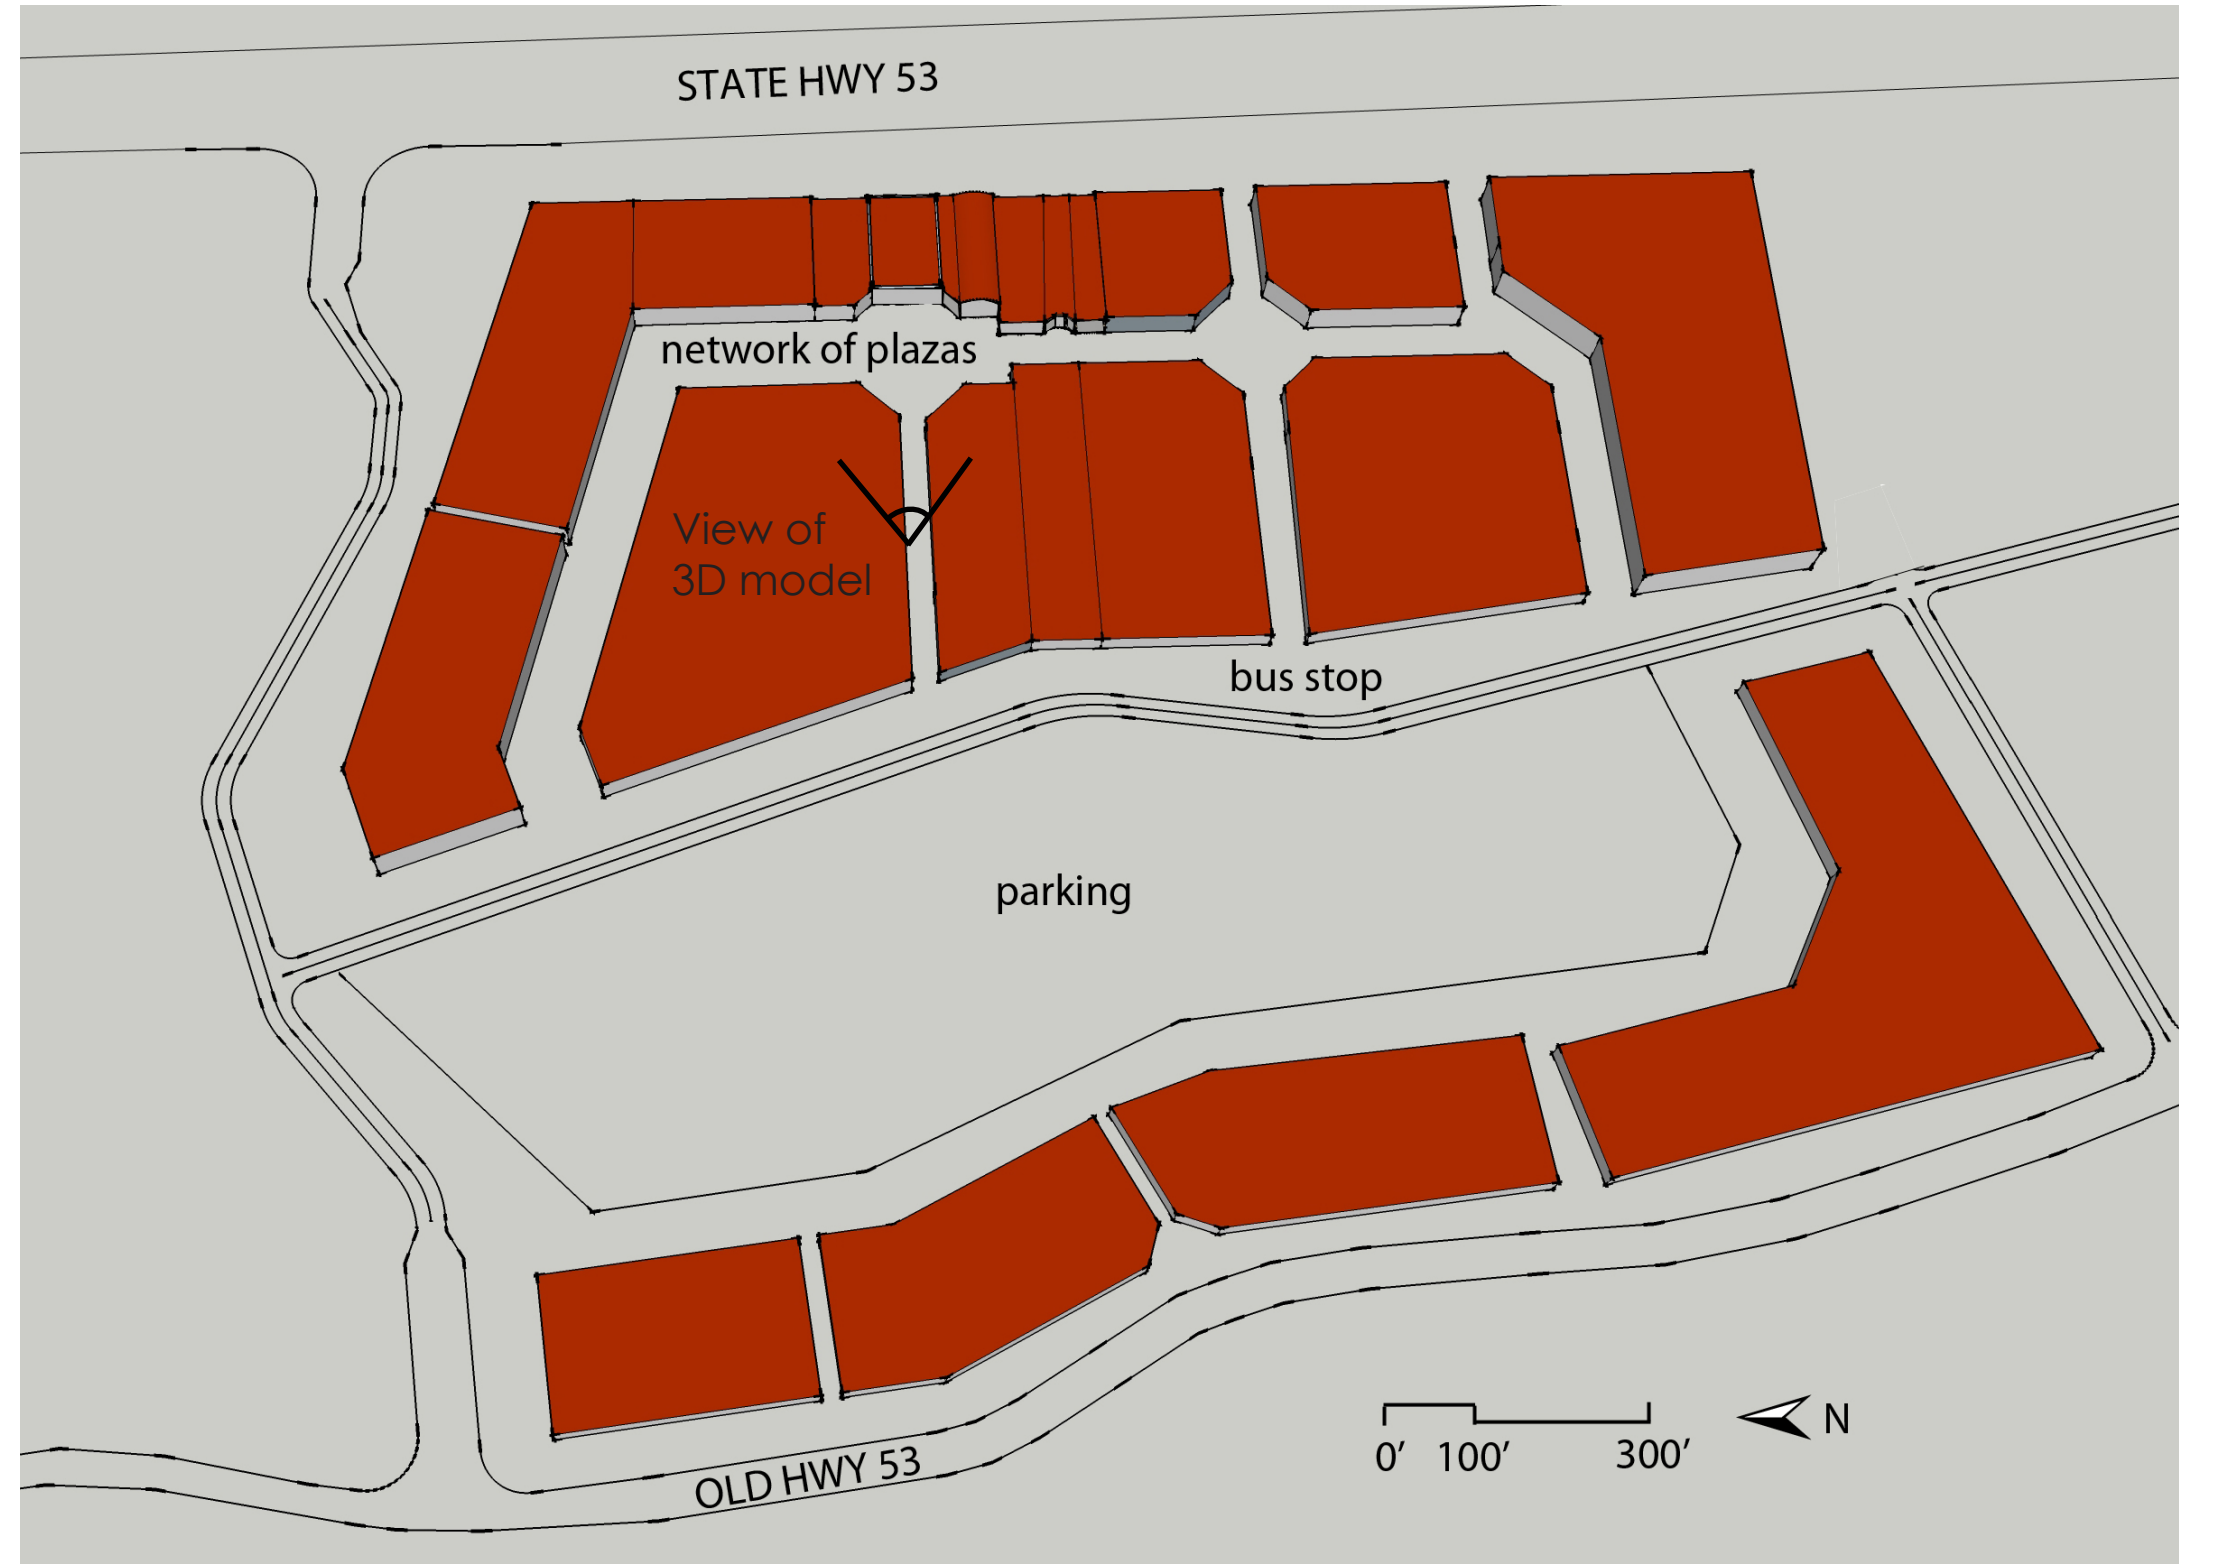 STATE HWY 53
network of plazas
View of
3D model
bus stop
parking
0' 100' 300'
N
OLD HWY 53